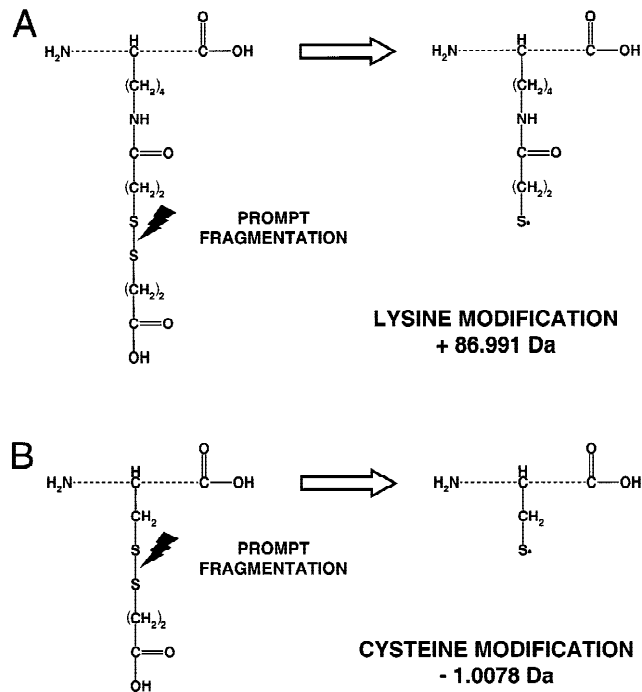 A
H₂N H C O OH
(CH₂)₄
NH
C=O
(CH₂)₂
S
S
(CH₂)₂
C=O
OH
PROMPT
FRAGMENTATION
H₂N H C O OH
(CH₂)₄
NH
C=O
(CH₂)₂
S•
LYSINE MODIFICATION
+ 86.991 Da
B
H₂N H C O OH
CH₂
S
S
(CH₂)₂
C=O
OH
PROMPT
FRAGMENTATION
H₂N H C O OH
CH₂
S•
CYSTEINE MODIFICATION
- 1.0078 Da